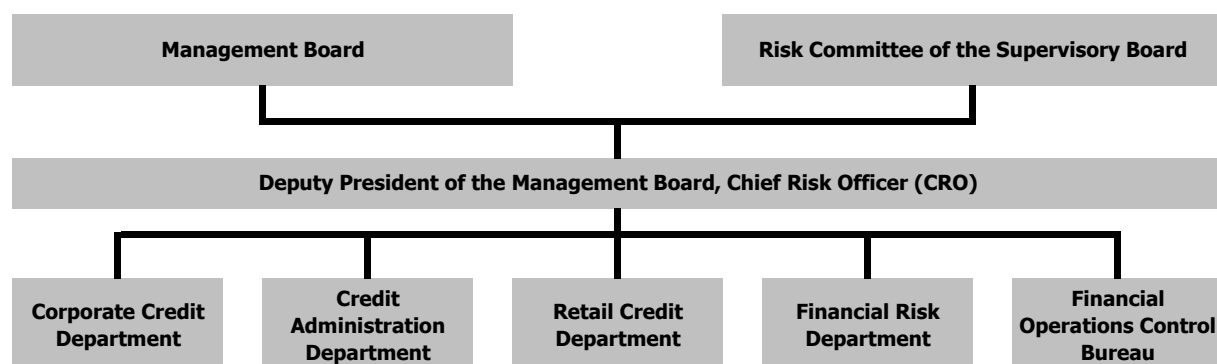 Management Board
Risk Committee of the Supervisory Board
Deputy President of the Management Board, Chief Risk Officer (CRO)
Corporate Credit
Department
Credit
Administration
Department
Retail Credit
Department
Financial Risk
Department
Financial
Operations Control
Bureau